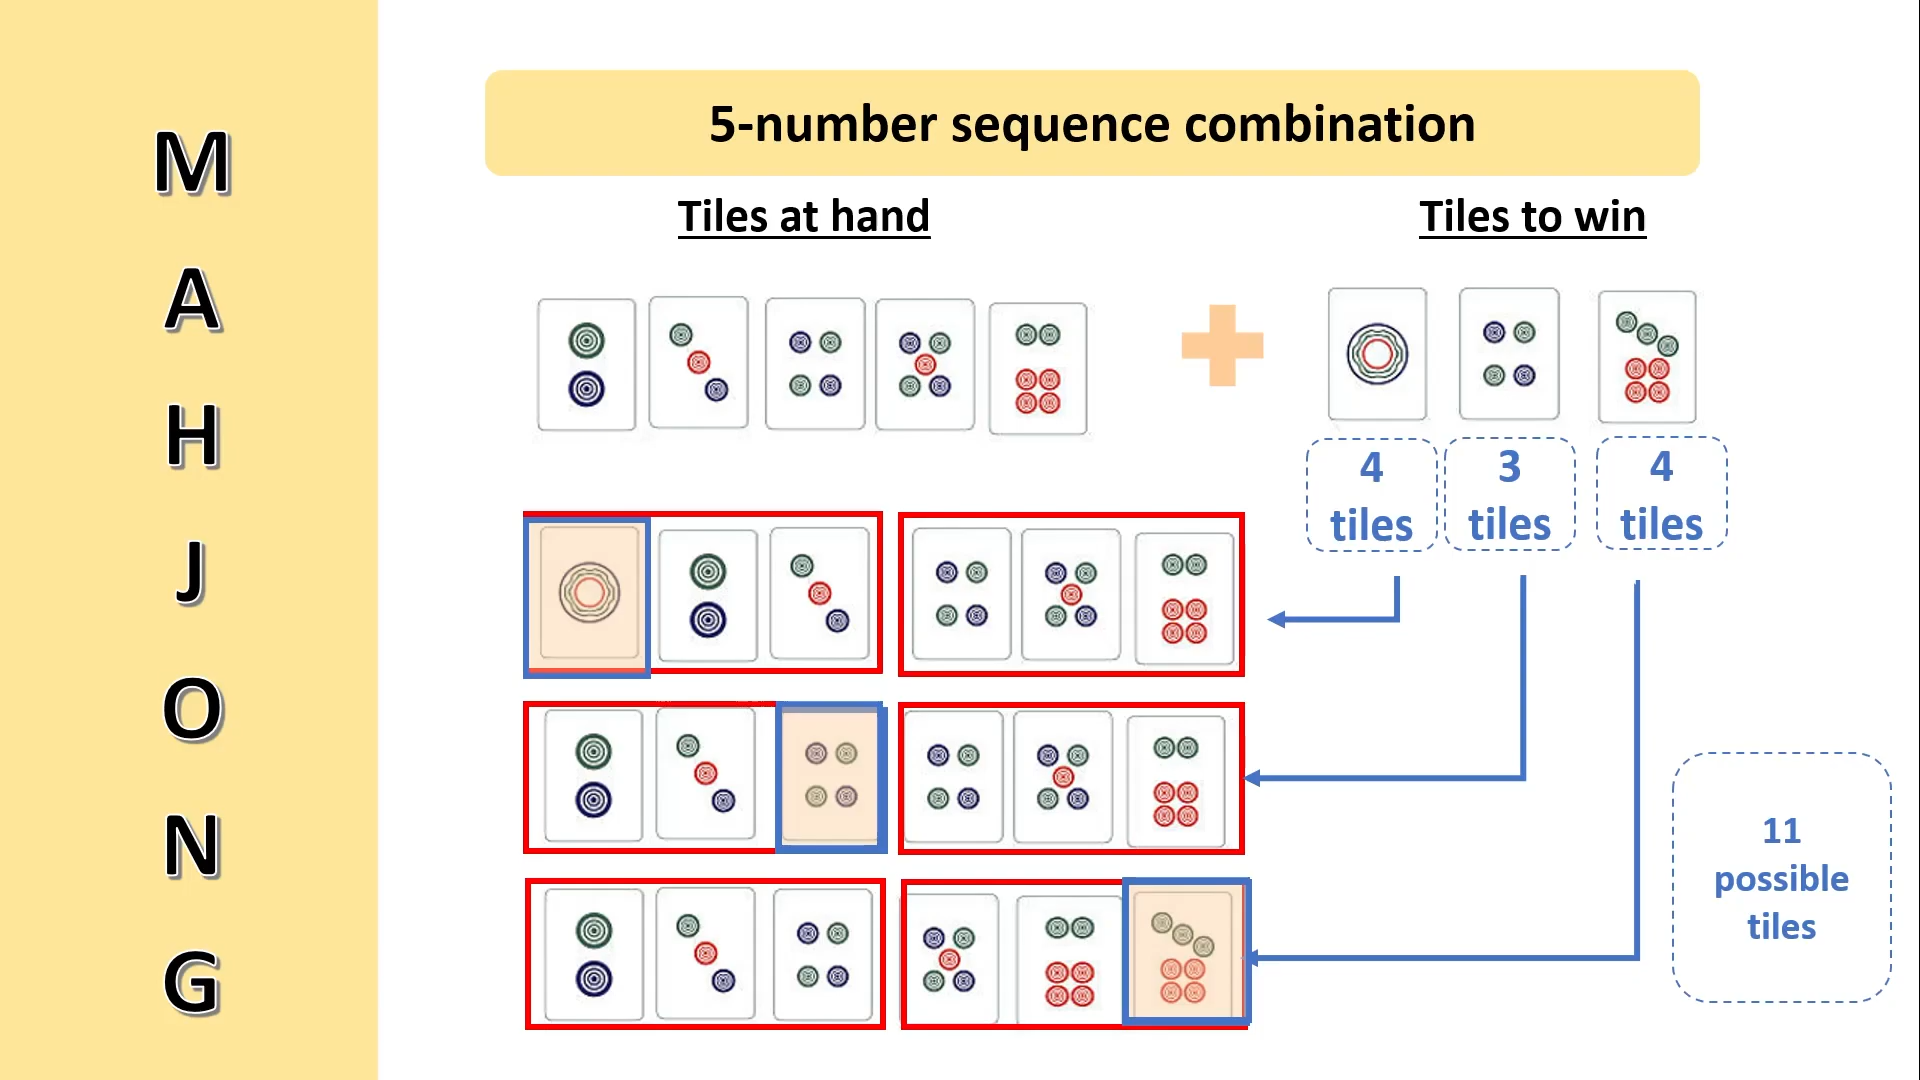 M
A
H
J
O
N
G
5-number sequence combination
Tiles at hand
Tiles to win
4
tiles
3
tiles
4
tiles
11
possible
tiles